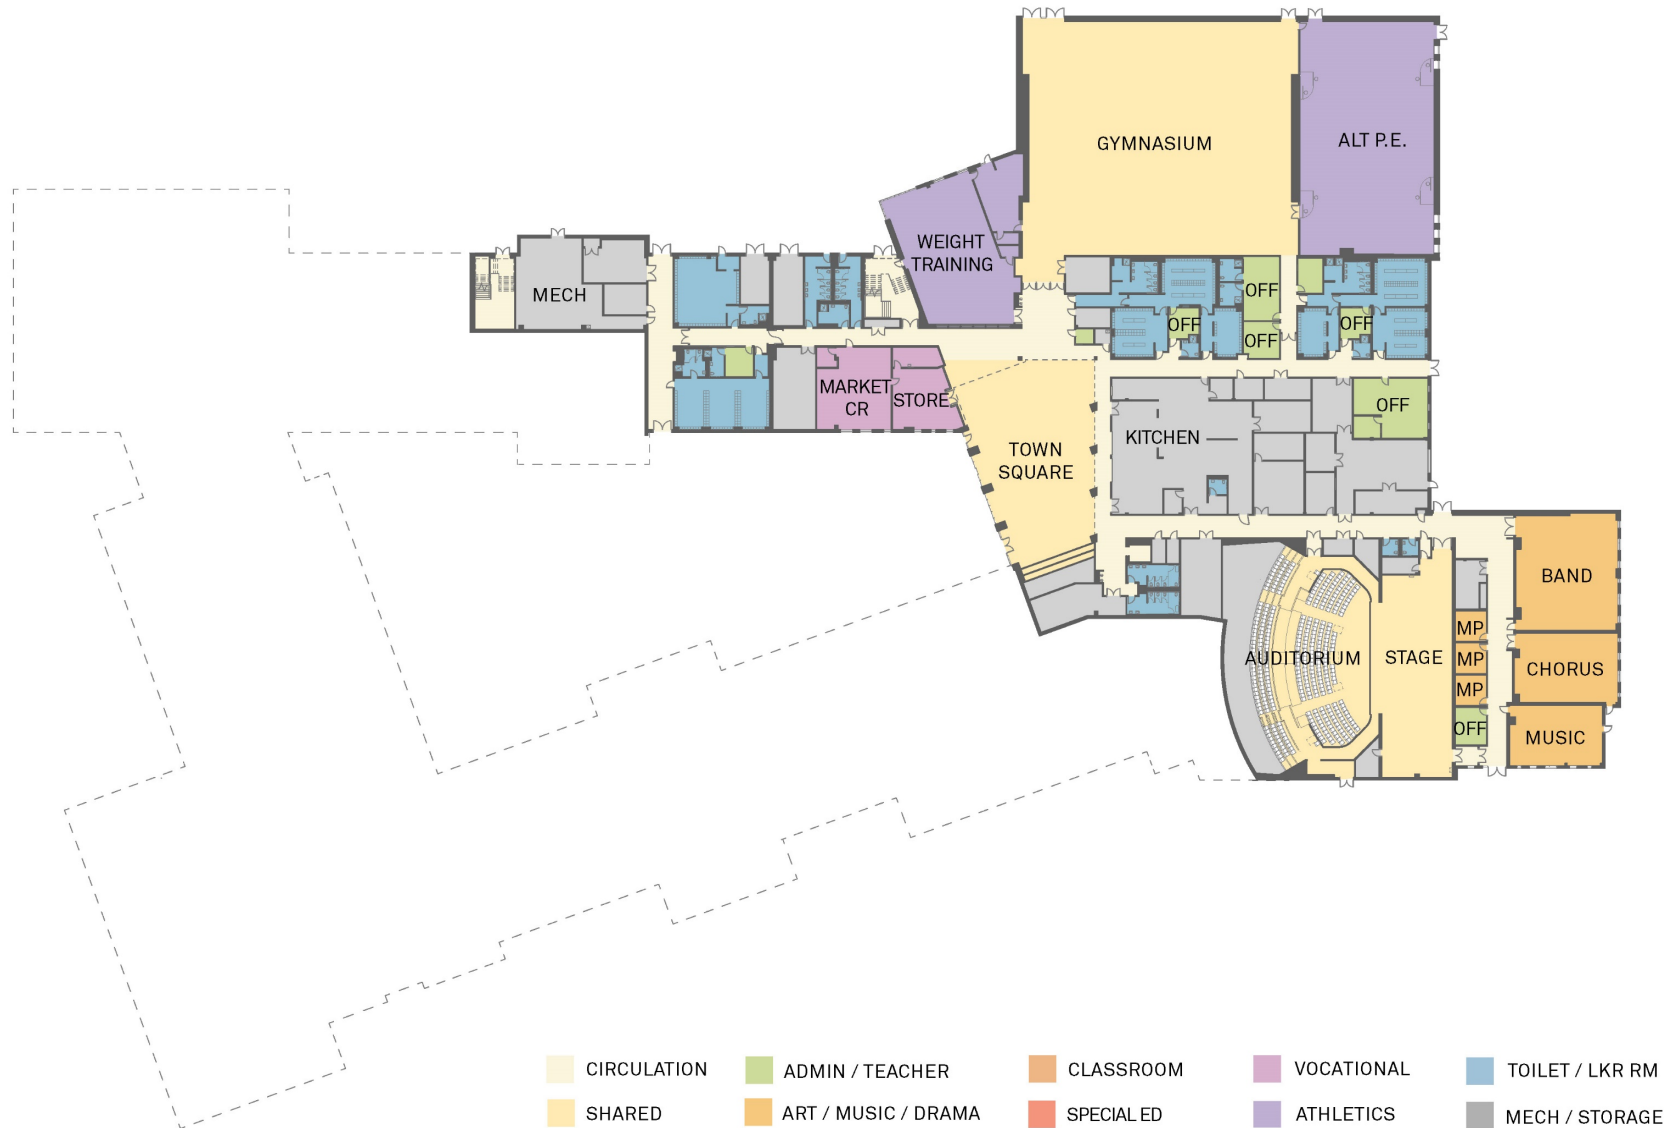 GYMNASIUM
ALT P.E.
WEIGHT
TRAINING
MECH
OFF
OFF
OFF
OFF
MARKET
CR
STORE
OFF
TOWN
SQUARE
KITCHEN
BAND
MP
MP
MP
AUDITORIUM
STAGE
CHORUS
OFF
MUSIC
CIRCULATION
ADMIN / TEACHER
CLASSROOM
VOCATIONAL
TOILET / LKR RM
SHARED
ART / MUSIC / DRAMA
SPECIAL ED
ATHLETICS
MECH / STORAGE